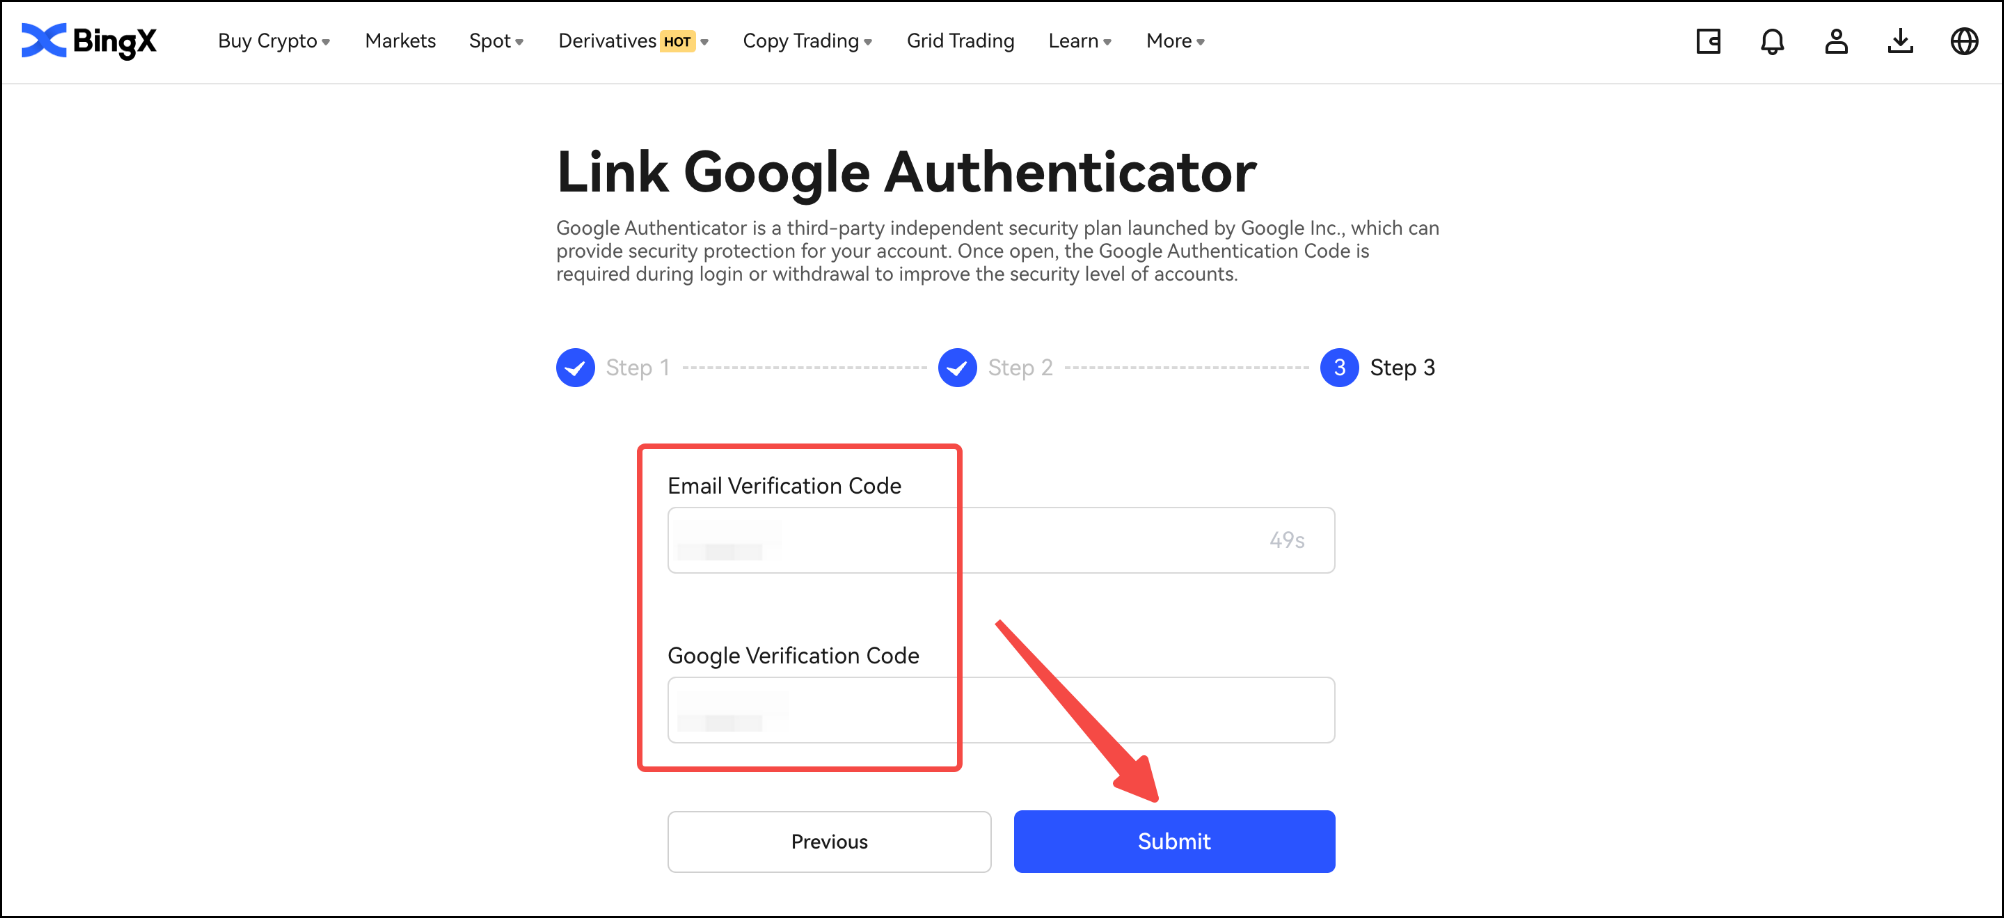 BingX
Buy Crypto
Markets
Spot
Derivatives HOT
Copy Trading
Grid Trading
Learn
More
Link Google Authenticator
Google Authenticator is a third-party independent security plan launched by Google Inc., which can
provide security protection for your account. Once open, the Google Authentication Code is
required during login or withdrawal to improve the security level of accounts.
Step 1
Step 2
3 Step 3
Email Verification Code
49s
Google Verification Code
Previous
Submit